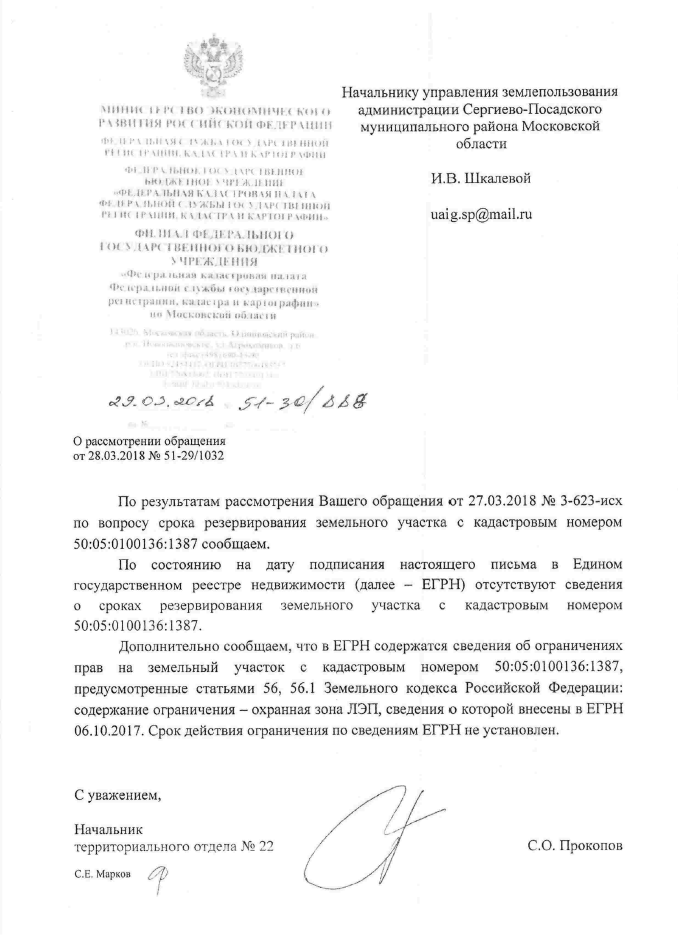 МИНИСТЕРСТВО ЭКОНОМИЧЕСКОГО
РАЗВИТИЯ РОССИЙСКОЙ ФЕДЕРАЦИИ
ФЕДЕРАЛЬНАЯ СЛУЖБА ГОСУДАРСТВЕННОЙ
РЕГИСТРАЦИИ, КАДАСТРА И КАРТОГРАФИИ
ФЕДЕРАЛЬНОЕ ГОСУДАРСТВЕННОЕ
БЮДЖЕТНОЕ УЧРЕЖДЕНИЕ
«ФЕДЕРАЛЬНАЯ КАДАСТРОВАЯ ПАЛАТА
ФЕДЕРАЛЬНОЙ СЛУЖБЫ ГОСУДАРСТВЕННОЙ
РЕГИСТРАЦИИ, КАДАСТРА И КАРТОГРАФИИ»
ФИЛИАЛ ФЕДЕРАЛЬНОГО
ГОСУДАРСТВЕННОГО БЮДЖЕТНОГО
УЧРЕЖДЕНИЯ
«Федеральная кадастровая палата
Федеральной службы государственной
регистрации, кадастра и картографии»
по Московской области
Московская область,
29.03.2018 51-30/888
Начальнику управления землепользования
администрации Сергиево-Посадского
муниципального района Московской
области
И.В. Шкалевой
uaig.sp@mail.ru
О рассмотрении обращения
от 28.03.2018 № 51-29/1032
По результатам рассмотрения Вашего обращения от 27.03.2018 № 3-623-исх
по вопросу срока резервирования земельного участка с кадастровым номером
50:05:0100136:1387 сообщаем.
По состоянию на дату подписания настоящего письма в Едином
государственном реестре недвижимости (далее – ЕГРН) отсутствуют сведения
о сроках резервирования земельного участка с кадастровым номером
50:05:0100136:1387.
Дополнительно сообщаем, что в ЕГРН содержатся сведения об ограничениях
прав на земельный участок с кадастровым номером 50:05:0100136:1387,
предусмотренные статьями 56, 56.1 Земельного кодекса Российской Федерации:
содержание ограничения – охранная зона ЛЭП, сведения о которой внесены в ЕГРН
06.10.2017. Срок действия ограничения по сведениям ЕГРН не установлен.
С уважением,
Начальник
территориального отдела № 22 С.О. Прокопов
С.Е. Марков